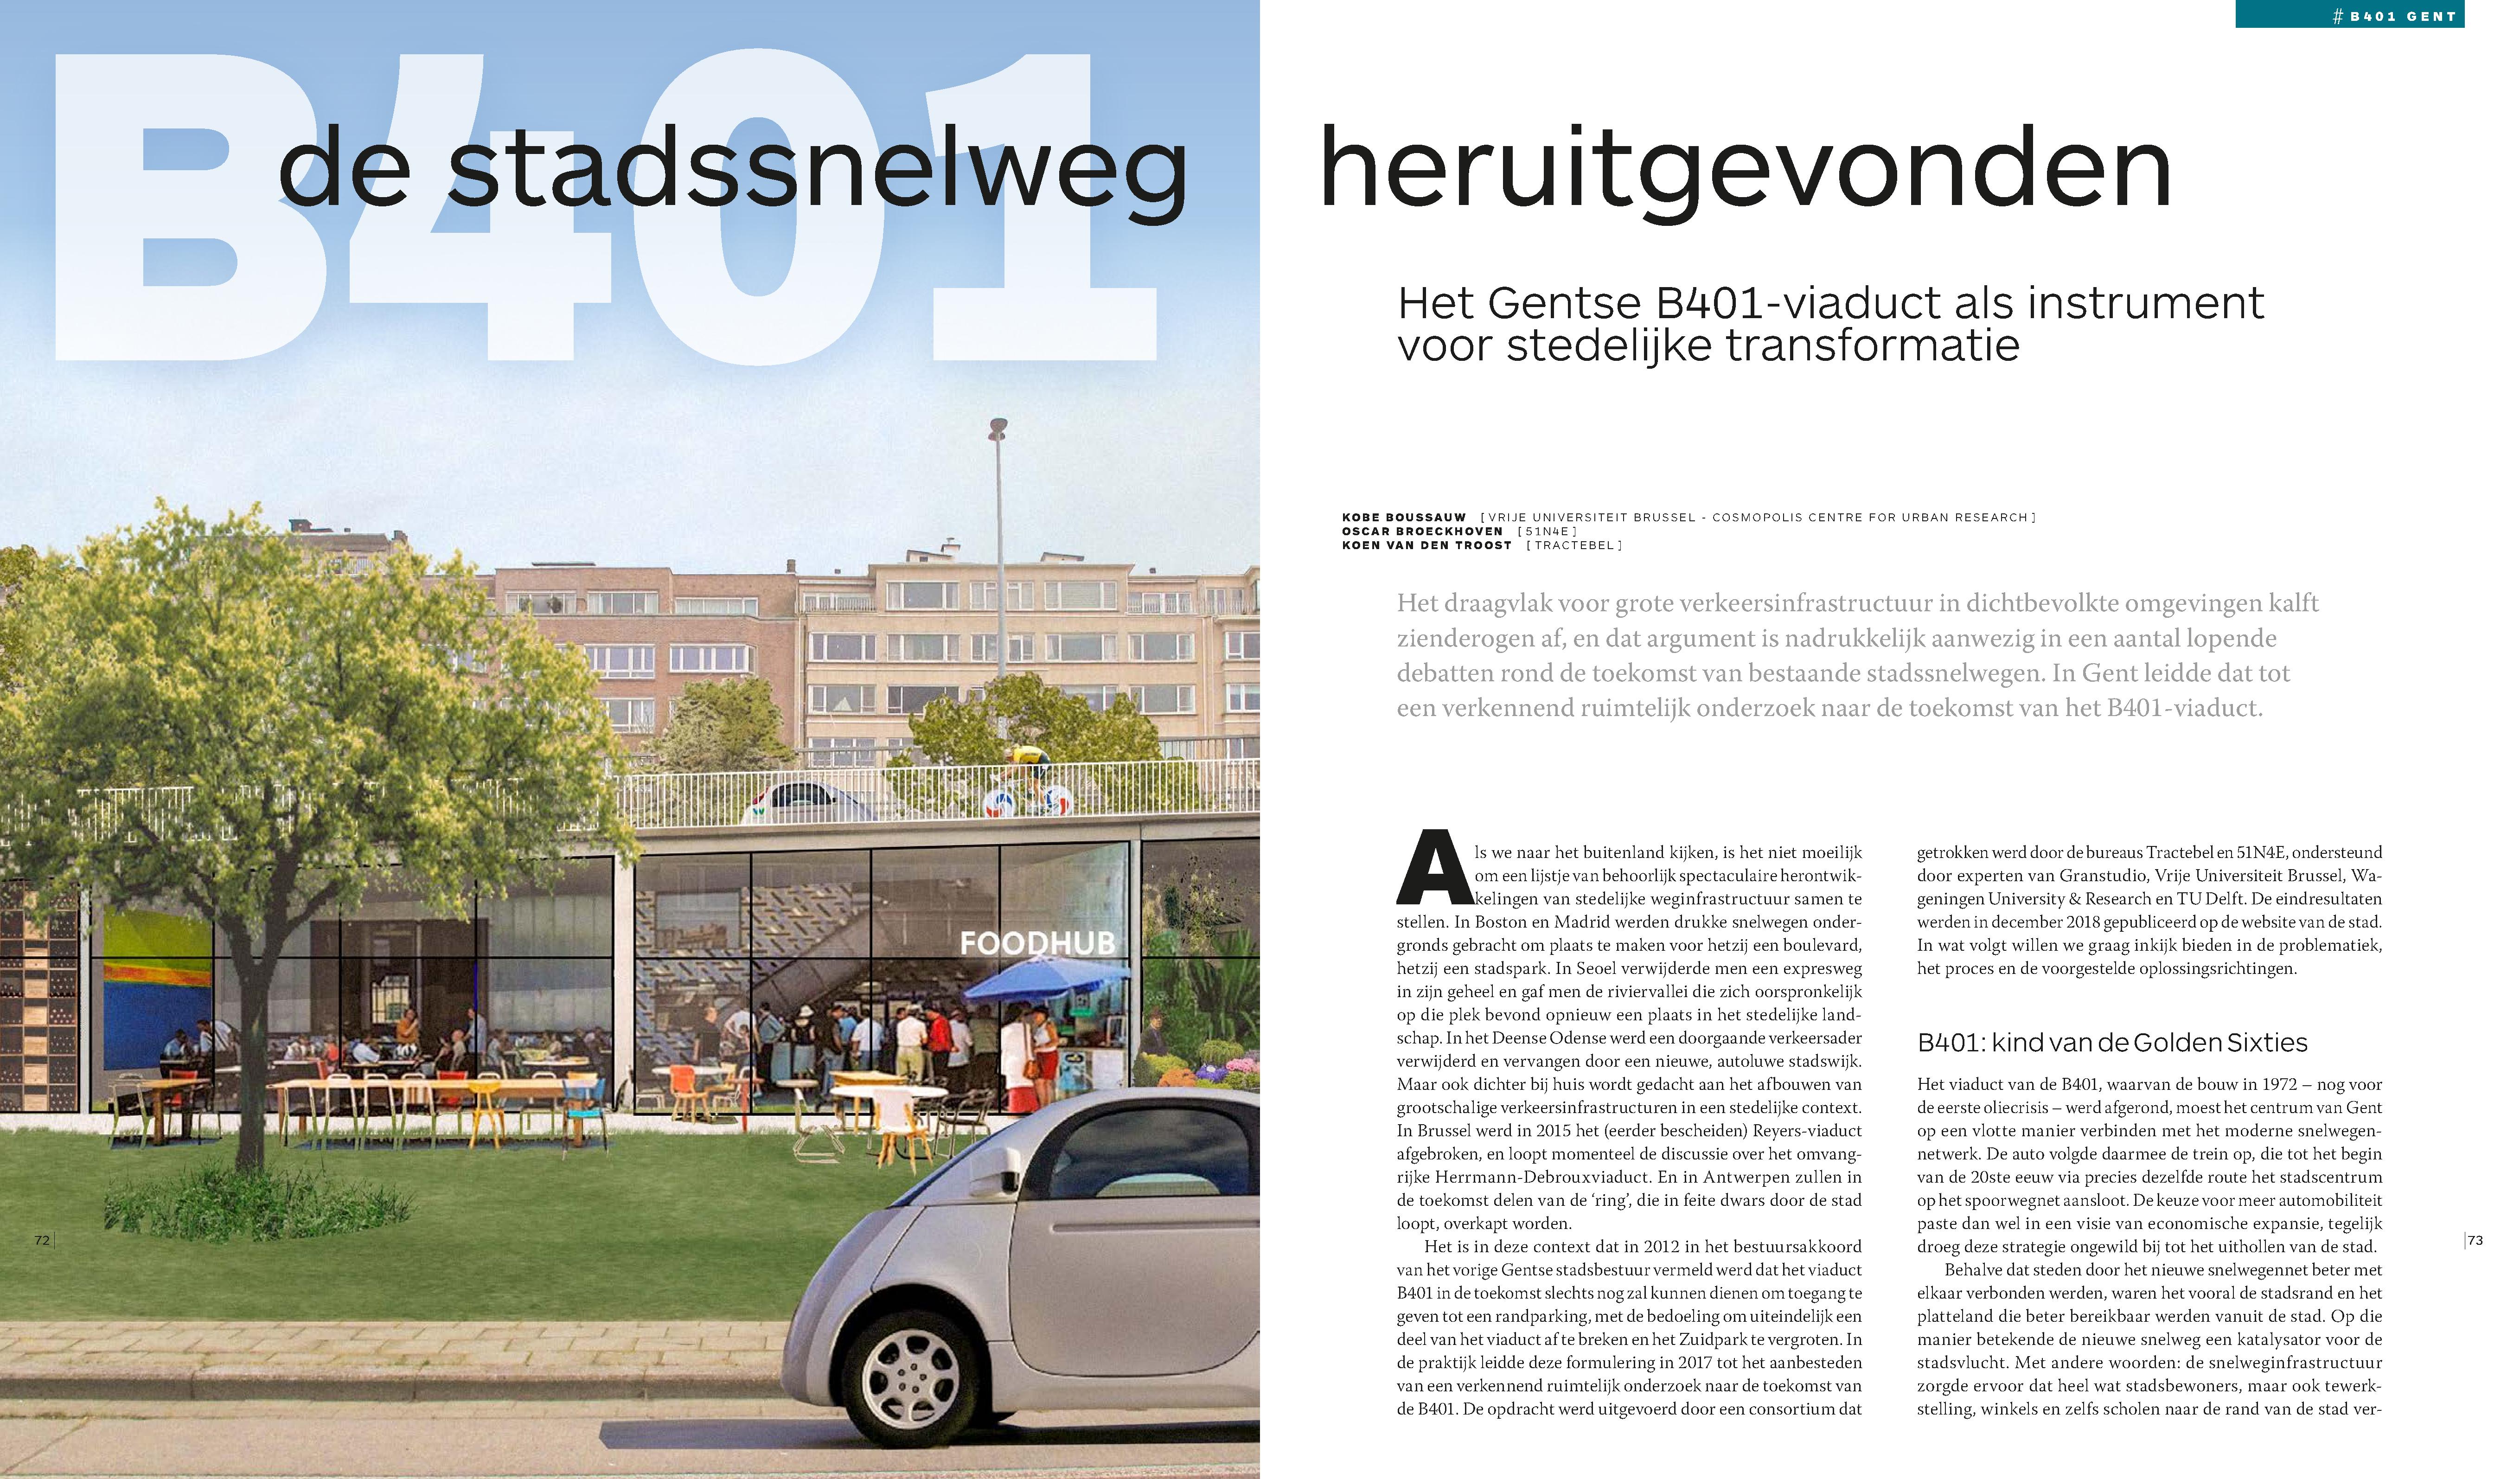 # B401 GENT
B401
de stadssnelweg heruitgevonden
Het Gentse B401-viaduct als instrument
voor stedelijke transformatie
KOBE BOUSSAUW [VRIJE UNIVERSITEIT BRUSSEL - COSMOPOLIS CENTRE FOR URBAN RESEARCH]
OSCAR BROECKHOVEN [51N4E]
KOEN VAN DEN TROOST [TRACTEBEL]
Het draagvlak voor grote verkeersinfrastructuur in dichtbevolkte omgevingen kalft
zienderogen af, en dat argument is nadrukkelijk aanwezig in een aantal lopende
debatten rond de toekomst van bestaande stadssnelwegen. In Gent leidde dat tot
een verkennend ruimtelijk onderzoek naar de toekomst van het B401-viaduct.
Als we naar het buitenland kijken, is het niet moeilijk
om een lijstje van behoorlijk spectaculaire herontwik-
kelingen van stedelijke weginfrastructuur samen te
stellen. In Boston en Madrid werden drukke snelwegen onder-
gronds gebracht om plaats te maken voor hetzij een boulevard,
hetzij een stadspark. In Seoel verwijderde men een expresweg
in zijn geheel en gaf men de riviervallei die zich oorspronkelijk
op die plek bevond opnieuw een plaats in het stedelijke land-
schap. In het Deense Odense werd een doorgaande verkeersader
verwijderd en vervangen door een nieuwe, autoluwe stadswijk.
Maar ook dichter bij huis wordt gedacht aan het afbouwen van
grootschalige verkeersinfrastructuren in een stedelijke context.
In Brussel werd in 2015 het (eerder bescheiden) Reyers-viaduct
afgebroken, en loopt momenteel de discussie over het omvang-
rijke Herrmann-Debrouxviaduct. En in Antwerpen zullen in
de toekomst delen van de ‘ring’, die in feite dwars door de stad
loopt, overkapt worden.
Het is in deze context dat in 2012 in het bestuursakkoord
van het vorige Gentse stadsbestuur vermeld werd dat het viaduct
B401 in de toekomst slechts nog zal kunnen dienen om toegang te
geven tot een randparking, met de bedoeling om uiteindelijk een
deel van het viaduct af te breken en het Zuidpark te vergroten. In
de praktijk leidde deze formulering in 2017 tot het aanbesteden
van een verkennend ruimtelijk onderzoek naar de toekomst van
de B401. De opdracht werd uitgevoerd door een consortium dat
getrokken werd door de bureaus Tractebel en 51N4E, ondersteund
door experten van Granstudio, Vrije Universiteit Brussel, Wa-
geningen University & Research en TU Delft. De eindresultaten
werden in december 2018 gepubliceerd op de website van de stad.
In wat volgt willen we graag inkijk bieden in de problematiek,
het proces en de voorgestelde oplossingsrichtingen.
B401: kind van de Golden Sixties
Het viaduct van de B401, waarvan de bouw in 1972 – nog voor
de eerste oliecrisis – werd afgerond, moest het centrum van Gent
op een vlotte manier verbinden met het moderne snelwegen-
netwerk. De auto volgde daarmee de trein op, die tot het begin
van de 20ste eeuw via precies dezelfde route het stadscentrum
op het spoorwegnet aansloot. De keuze voor meer automobiliteit
paste dan wel in een visie van economische expansie, tegelijk
droeg deze strategie ongewild bij tot het uithollen van de stad.
Behalve dat steden door het nieuwe snelwegennet beter met
elkaar verbonden werden, waren het vooral de stadsrand en het
platteland die beter bereikbaar werden vanuit de stad. Op die
manier betekende de nieuwe snelweg een katalysator voor de
stadsvlucht. Met andere woorden: de snelweginfrastructuur
zorgde ervoor dat heel wat stadsbewoners, maar ook tewerk-
stelling, winkels en zelfs scholen naar de rand van de stad ver-
FOODHUB
72
73